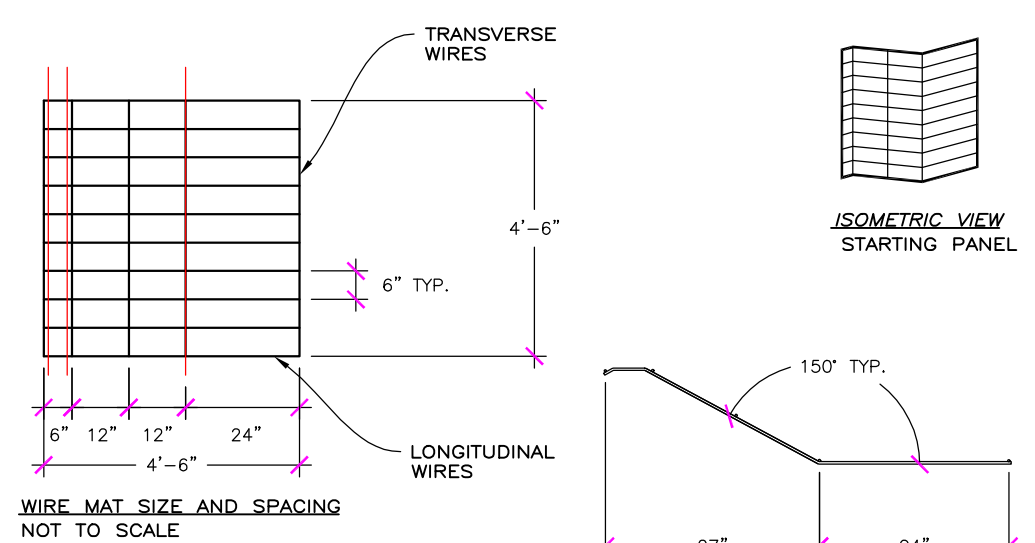 TRANSVERSE
WIRES
4'-6"
6" TYP.
6" 12" 12" 24"
4'-6"
LONGITUDINAL
WIRES
WIRE MAT SIZE AND SPACING
NOT TO SCALE
ISOMETRIC VIEW
STARTING PANEL
150° TYP.